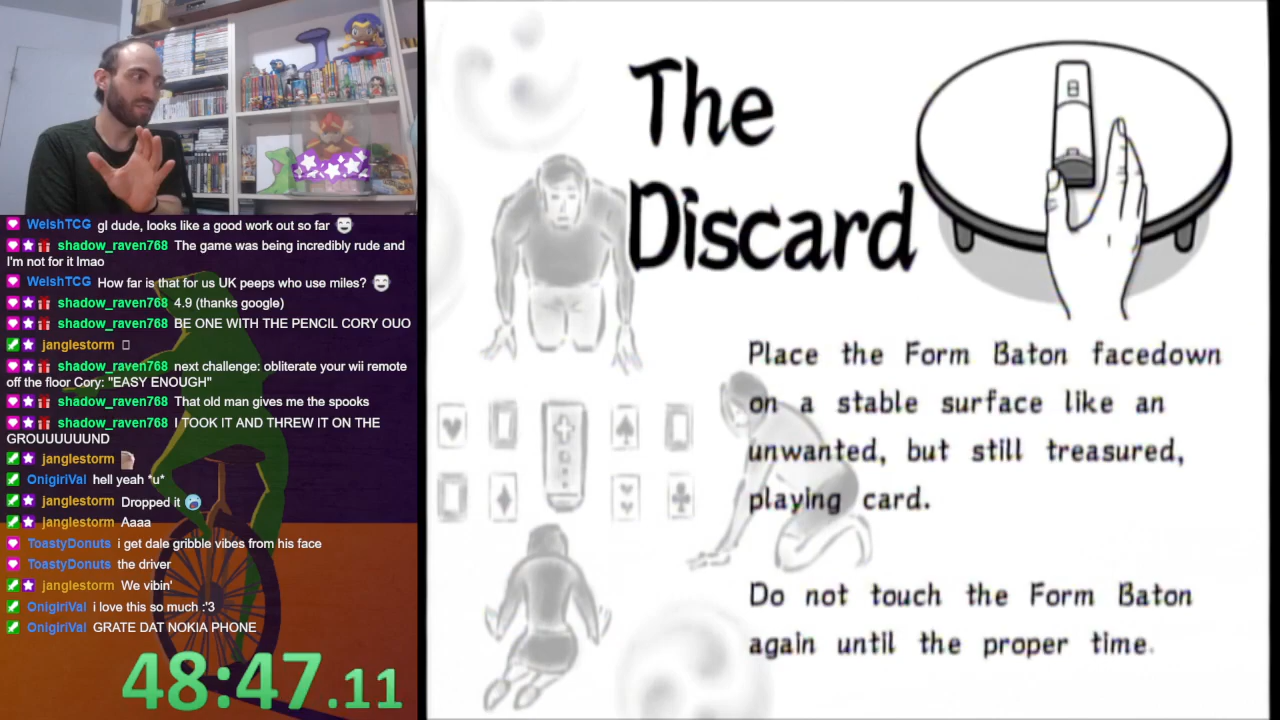 WelshTCG gl dude, looks like a good work out so far
shadow_raven768 The game was being incredibly rude and
I'm not for it lmao
WelshTCG How far is that for us UK peeps who use miles?
shadow_raven768 4.9 (thanks google)
shadow_raven768 BE ONE WITH THE PENCIL CORY OUO
janglestorm
shadow_raven768 next challenge: obliterate your wii remote
off the floor Cory: "EASY ENOUGH"
shadow_raven768 That old man gives me the spooks
shadow_raven768 I TOOK IT AND THREW IT ON THE
GROUUUUUUND
janglestorm
OnigiriVal hell yeah *u*
janglestorm Dropped it
janglestorm Aaaa
ToastyDonuts i get dale gribble vibes from his face
ToastyDonuts the driver
janglestorm We vibin'
OnigiriVal i love this so much :'3
OnigiriVal GRATE DAT NOKIA PHONE
48:47.11
The
Discard
Place the Form Baton facedown
on a stable surface like an
unwanted, but still treasured,
playing card.
Do not touch the Form Baton
again until the proper time.